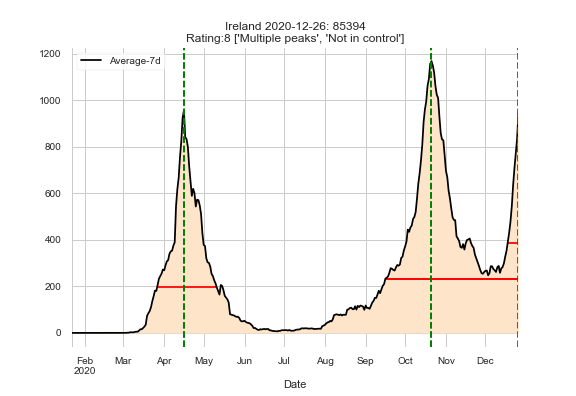 Ireland 2020-12-26: 85394
Rating:8 ['Multiple peaks', 'Not in control']
Average-7d
1200
1000
800
600
400
200
0
Feb Mar Apr May Jun Jul Aug Sep Oct Nov Dec
2020
Date